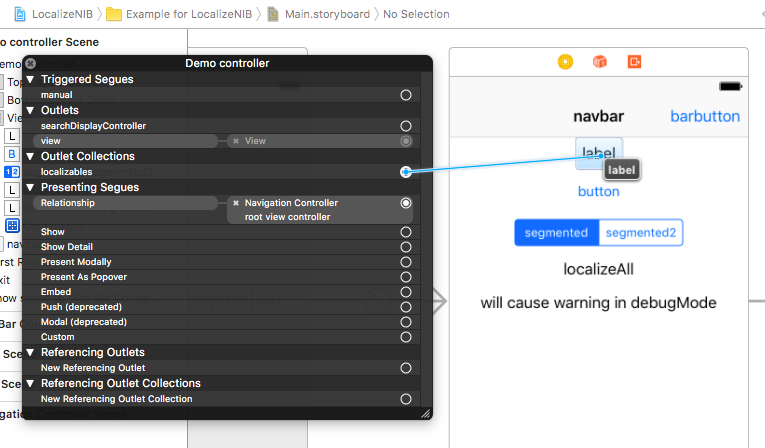 LocalizeNIB
Example for LocalizeNIB
Main.storyboard
No Selection
o controller Scene
Demo controller
Triggered Segues
manual
Outlets
searchDisplayController
view
View
Outlet Collections
localizables
Presenting Segues
Relationship
Navigation Controller
root view controller
Show
Show Detail
Present Modally
Present As Popover
Embed
Push (deprecated)
Modal (deprecated)
Custom
Referencing Outlets
New Referencing Outlet
Referencing Outlet Collections
New Referencing Outlet Collection
emo
Top
Bot
Vie
L
B
1 2
L
L
nav
irst R
xit
how s
Bar C
Sce
Sce
igation Controller Scene
navbar
barbutton
label
label
button
segmented
segmented2
localizeAll
will cause warning in debugMode